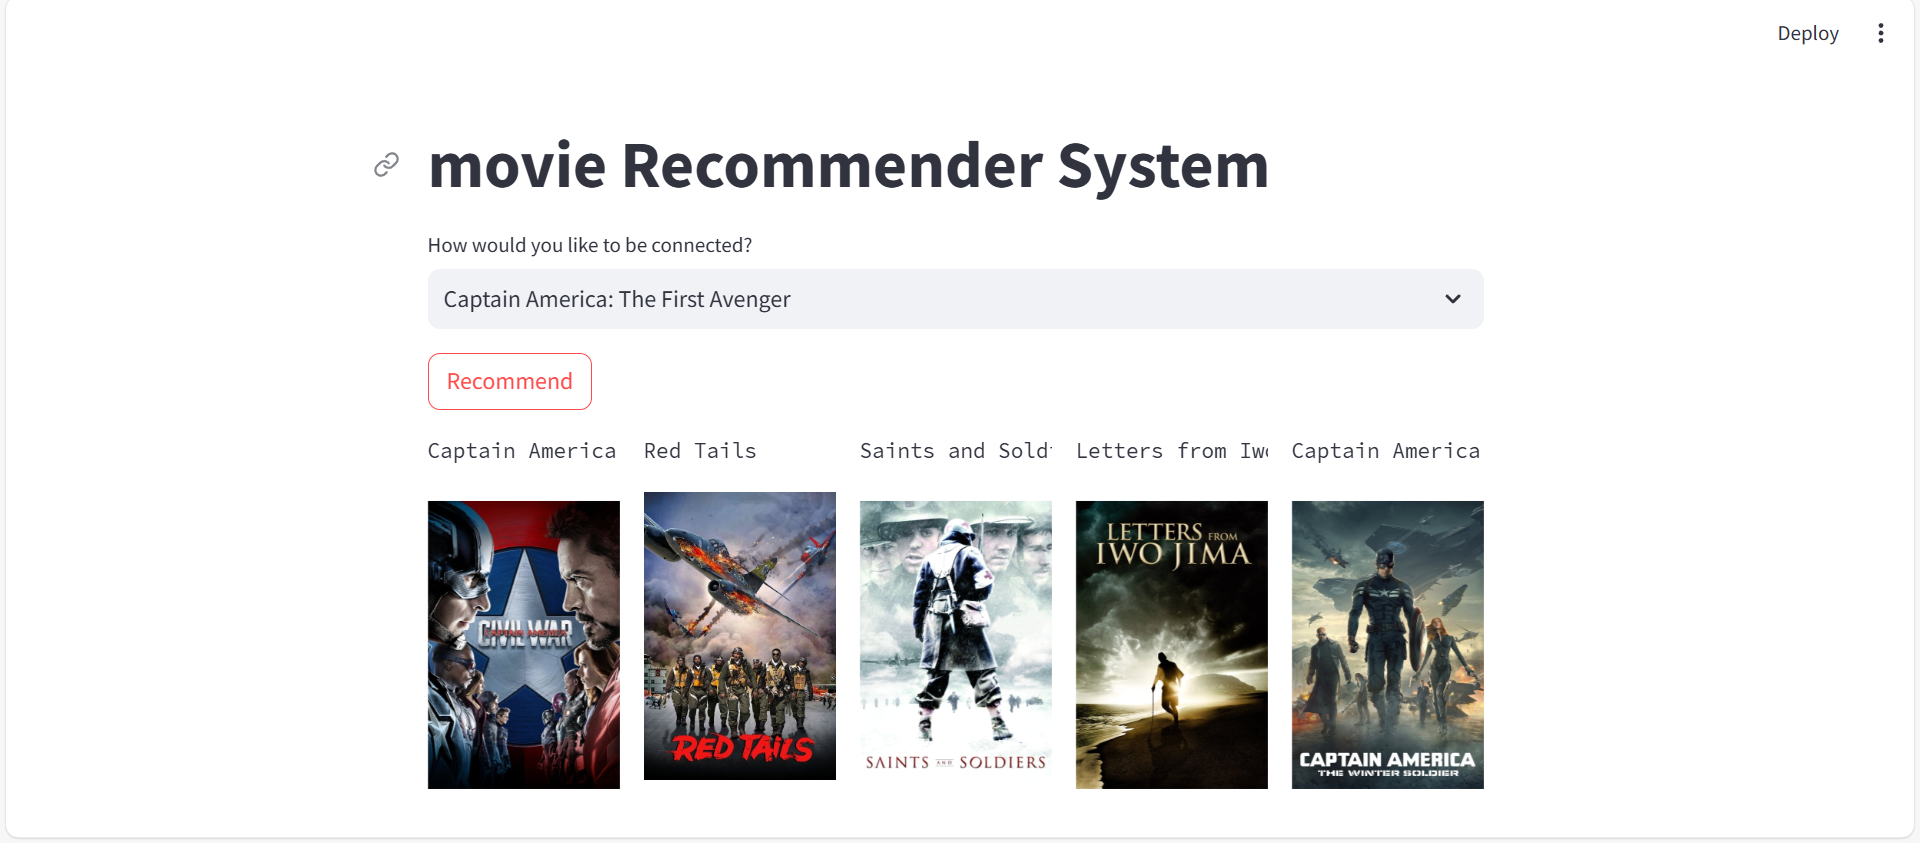 Deploy
movie Recommender System
How would you like to be connected?
Captain America: The First Avenger
Recommend
Captain America
Red Tails
Saints and Sold
Letters from Iwo
Captain America
CIVIL WAR
CAPTAIN AMERICA
RED TAILS
SAINTS AND SOLDIERS
LETTERS FROM
IWO JIMA
CAPTAIN AMERICA
THE WINTER SOLDIER